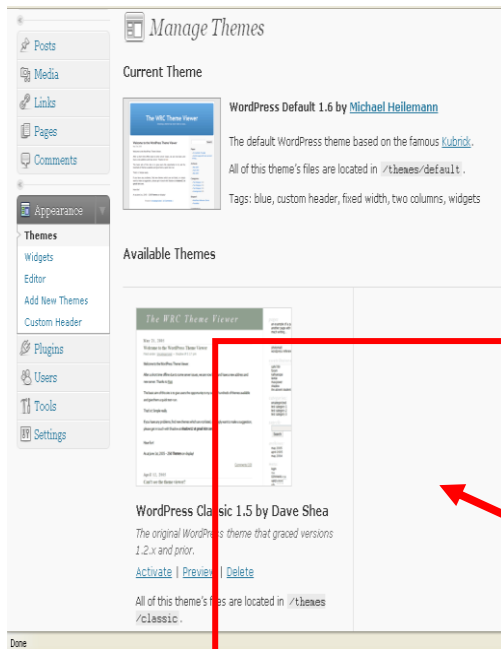 Manage Themes
Posts
Media
Links
Pages
Comments
Appearance
Themes
Widgets
Editor
Add New Themes
Custom Header
Plugins
Users
Tools
Settings
Current Theme
The WRC Theme Viewer
WordPress Default 1.6 by Michael Heilemann
The default WordPress theme based on the famous Kubrick.
All of this theme's files are located in /themes/default .
Tags: blue, custom header, fixed width, two columns, widgets
Available Themes
The WRC Theme Viewer
WordPress Classic 1.5 by Dave Shea
The original WordPress theme that graced versions
1.2.x and prior.
Activate | Preview | Delete
All of this theme's files are located in /themes
/classic .
Done